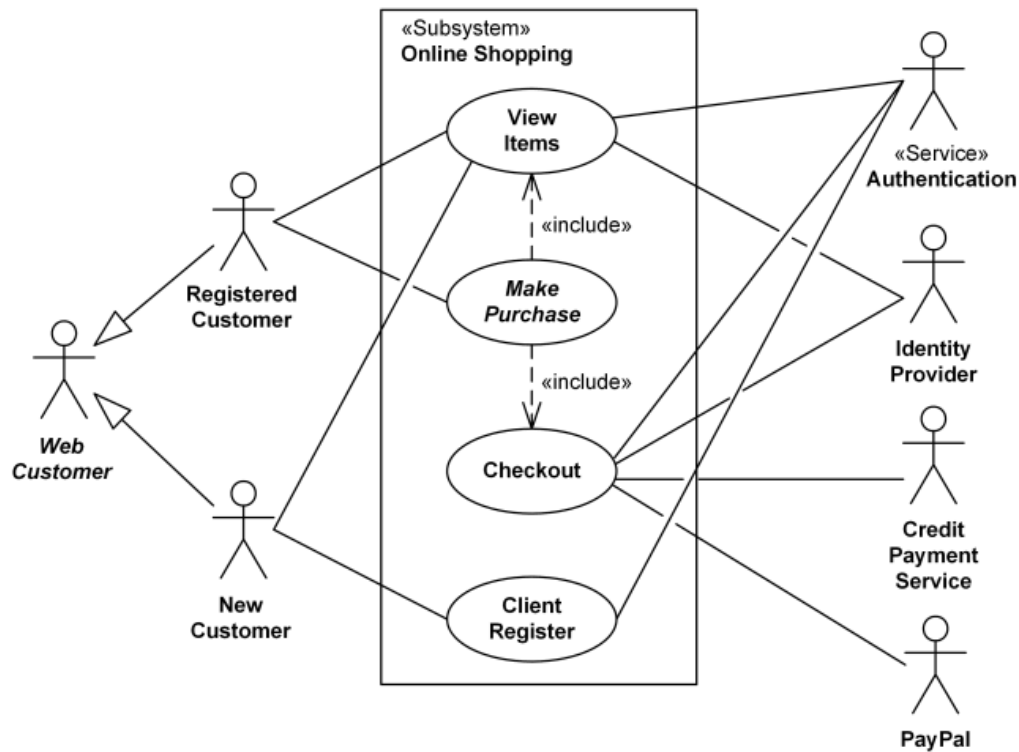 «Subsystem»
Online Shopping
View
Items
«Service»
Authentication
«include»
Registered
Customer
Make
Purchase
Identity
Provider
«include»
Web
Customer
Checkout
Credit
Payment
Service
New
Customer
Client
Register
PayPal